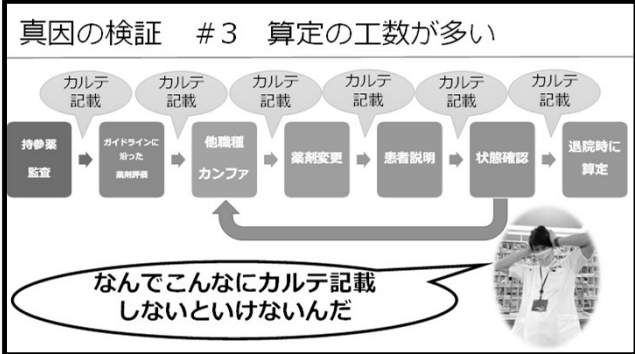 真因の検証　＃３　算定の工数が多い
カルテ
記載
カルテ
記載
カルテ
記載
カルテ
記載
カルテ
記載
カルテ
記載
持参薬
監査
ガイドラインに
沿った
薬剤評価
他職種
カンファ
薬剤変更
患者説明
状態確認
退院時に
算定
なんでこんなにカルテ記載
しないといけないんだ